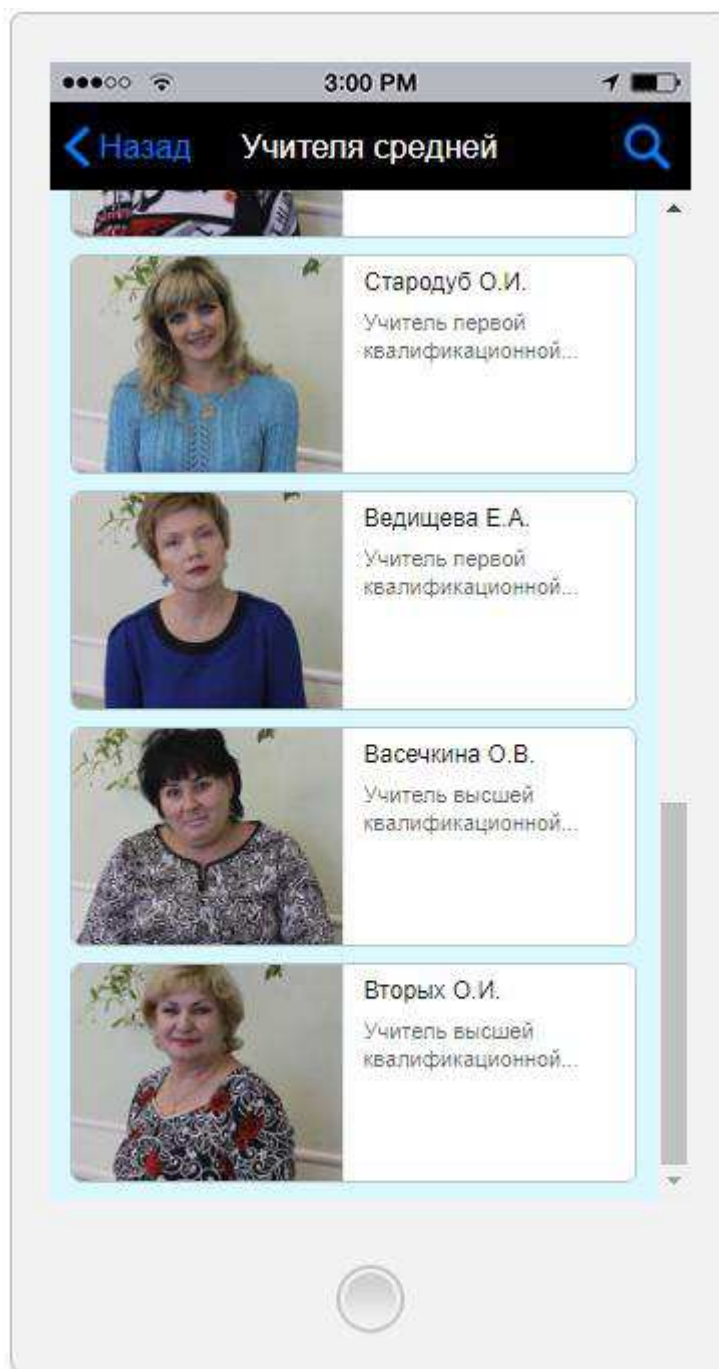 3:00 PM
Назад Учителя средней
Стародуб О.И.
Учитель первой
квалификационной...
Ведищева Е.А.
Учитель первой
квалификационной...
Васечкина О.В.
Учитель высшей
квалификационной...
Вторых О.И.
Учитель высшей
квалификационной...